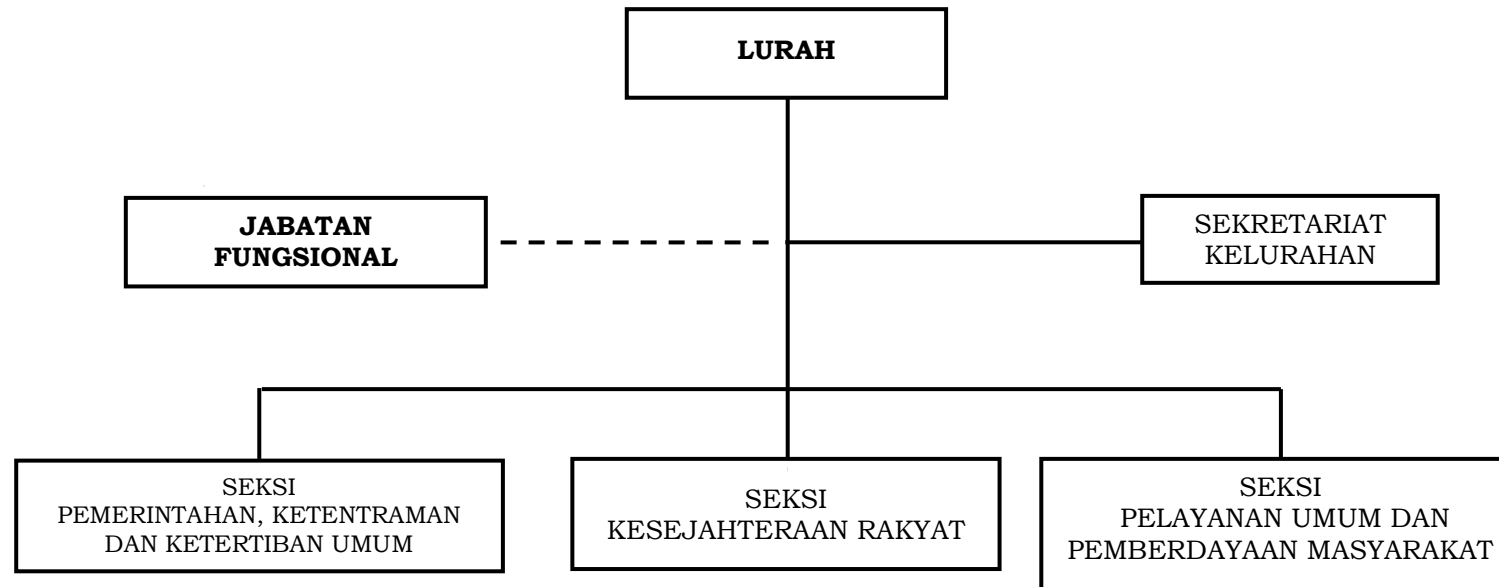 LURAH
JABATAN
FUNGSIONAL
SEKRETARIAT
KELURAHAN
SEKSI
PEMERINTAHAN, KETENTRAMAN
DAN KETERTIBAN UMUM
SEKSI
KESEJAHTERAAN RAKYAT
SEKSI
PELAYANAN UMUM DAN
PEMBERDAYAAN MASYARAKAT